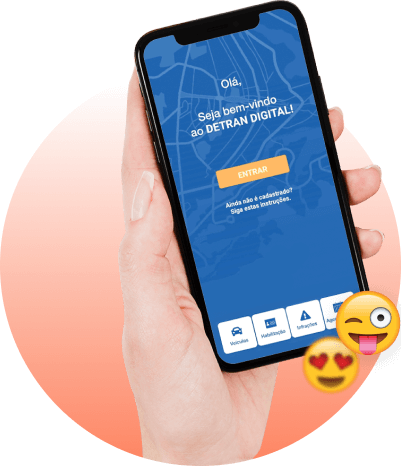 Olá,
Seja bem-vindo
ao DETRAN DIGITAL!
ENTRAR
Ainda não é cadastrado?
Siga estas instruções.
Veículos
Habilitação
Infrações